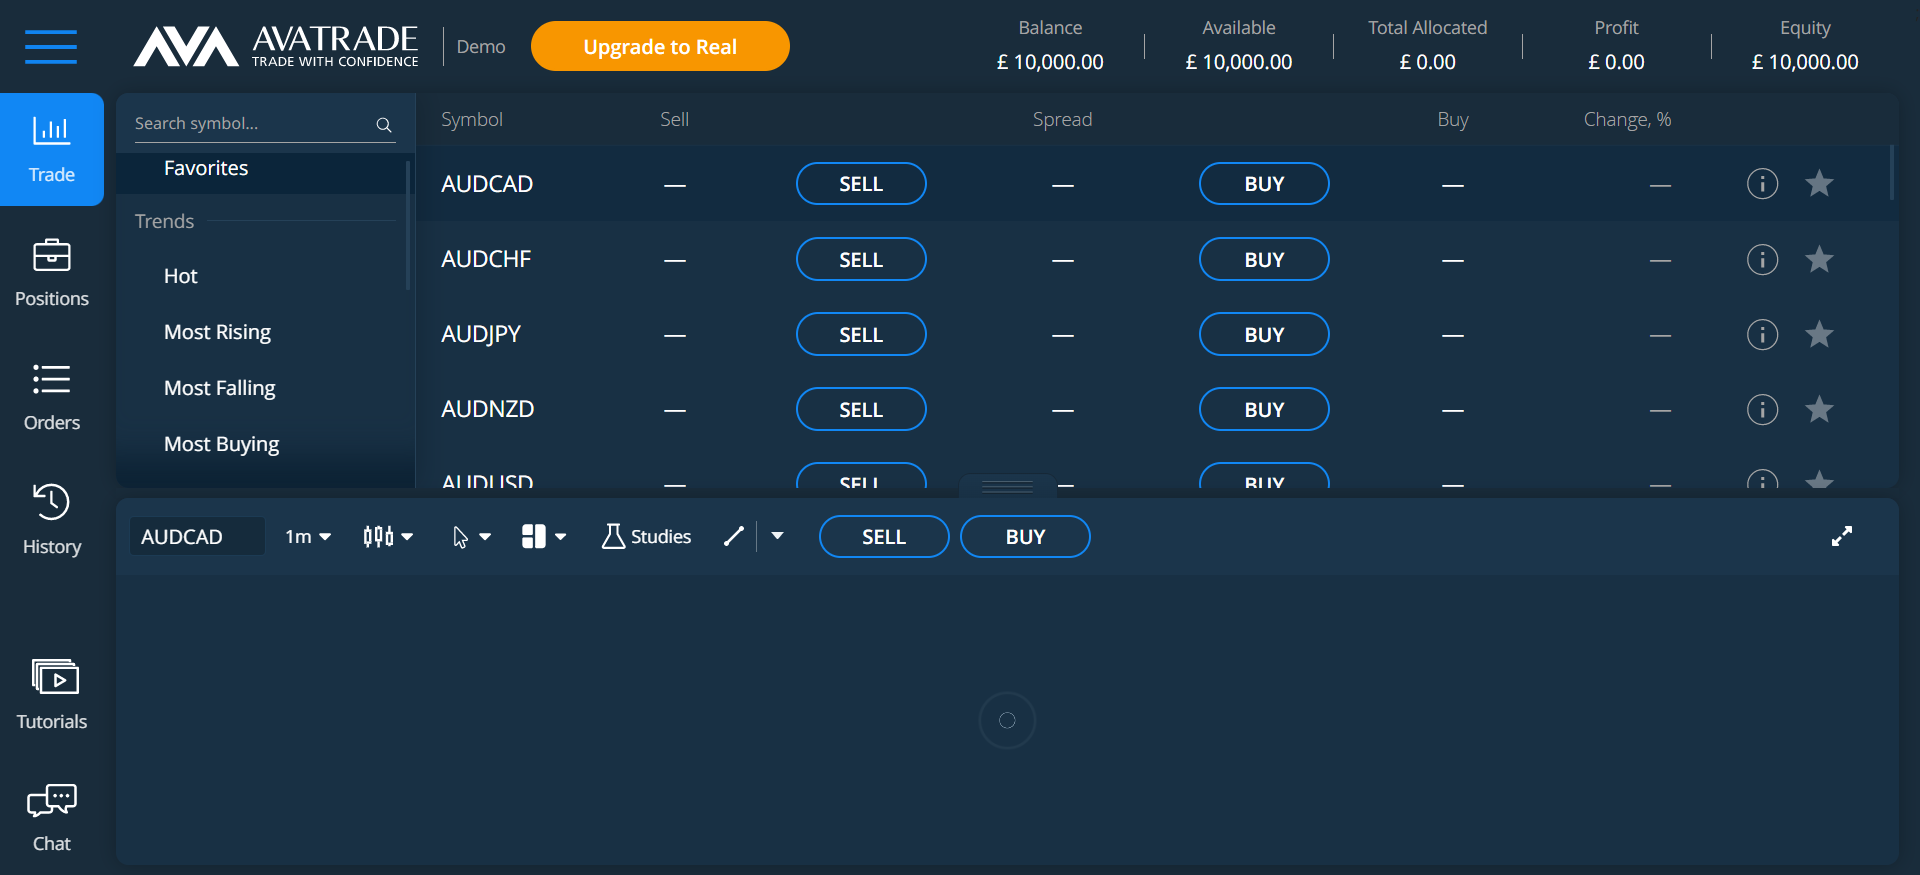 AVATRADE
TRADE WITH CONFIDENCE
Demo
Upgrade to Real
Balance
£ 10,000.00
Available
£ 10,000.00
Total Allocated
£ 0.00
Profit
£ 0.00
Equity
£ 10,000.00
Trade
Positions
Orders
History
Tutorials
Chat
Search symbol...
Favorites
Trends
Hot
Most Rising
Most Falling
Most Buying
Symbol Sell Spread Buy Change, %
AUDCAD — SELL — BUY — —
AUDCHF — SELL — BUY — —
AUDJPY — SELL — BUY — —
AUDNZD — SELL — BUY — —
AUDUSD — SELL — BUY — —
AUDCAD 1m Studies SELL BUY